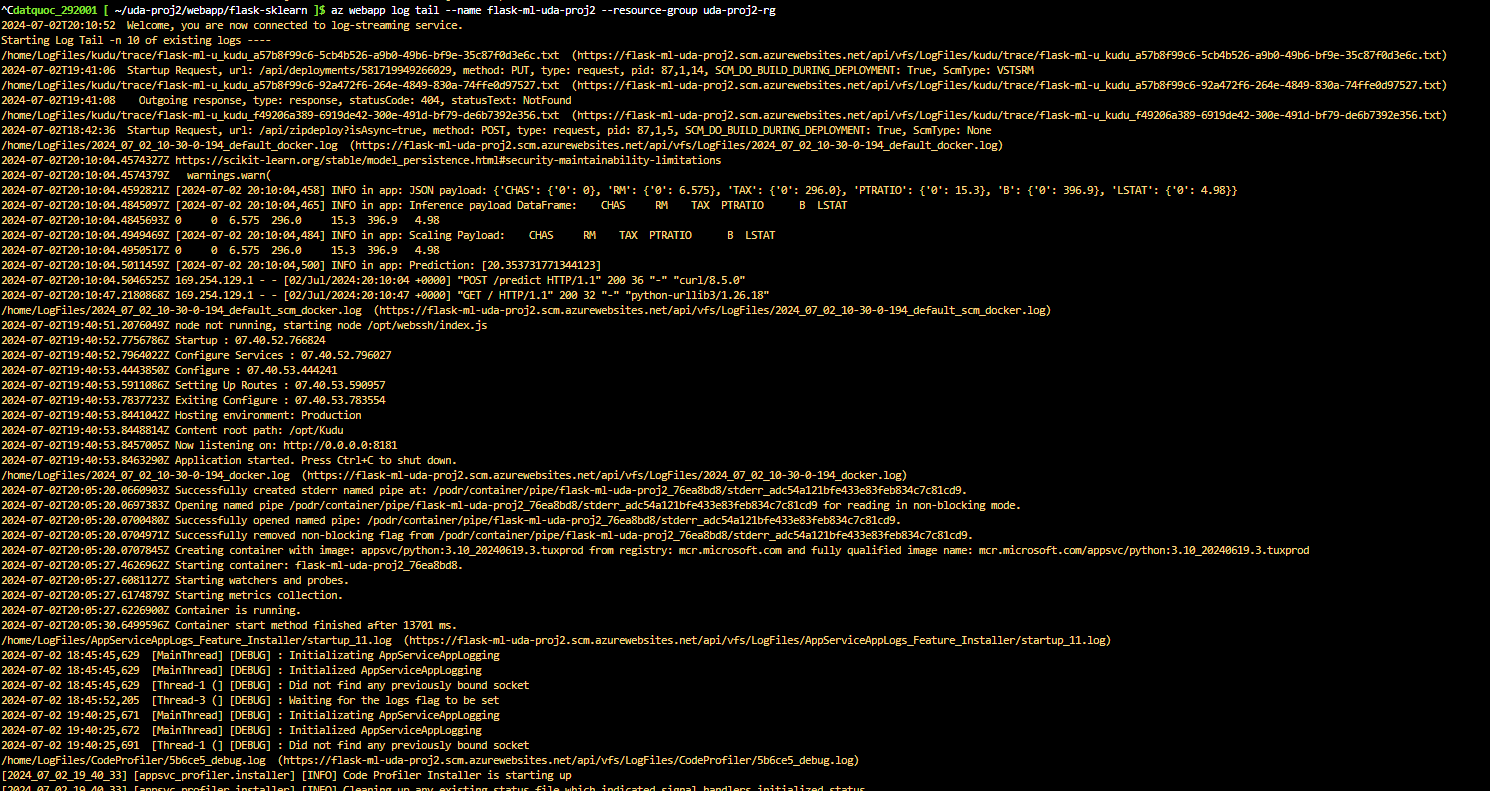 ^Cdatquoc_292001 [ ~/uda-proj2/webapp/flask-sklearn ]$ az webapp log tail --name flask-ml-uda-proj2 --resource-group uda-proj2-rg
2024-07-02T20:10:52  Welcome, you are now connected to log-streaming service.
Starting Log Tail -n 10 of existing logs ----
/home/LogFiles/kudu/trace/flask-ml-u_kudu_a57b8f99c6-5cb4b526-a9b0-49b6-bf9e-35c87f0d3e6c.txt  (https://flask-ml-uda-proj2.scm.azurewebsites.net/api/vfs/LogFiles/kudu/trace/flask-ml-u_kudu_a57b8f99c6-5cb4b526-a9b0-49b6-bf9e-35c87f0d3e6c.txt)
2024-07-02T19:41:06  Startup Request, url: /api/deployments/581719949266029, method: PUT, type: request, pid: 87,1,14, SCM_DO_BUILD_DURING_DEPLOYMENT: True, ScmType: VSTSRM
/home/LogFiles/kudu/trace/flask-ml-u_kudu_a57b8f99c6-92a472f6-264e-4849-830a-74ffe0d97527.txt  (https://flask-ml-uda-proj2.scm.azurewebsites.net/api/vfs/LogFiles/kudu/trace/flask-ml-u_kudu_a57b8f99c6-92a472f6-264e-4849-830a-74ffe0d97527.txt)
2024-07-02T19:41:08    Outgoing response, type: response, statusCode: 404, statusText: NotFound
/home/LogFiles/kudu/trace/flask-ml-u_kudu_f49206a389-6919de42-300e-491d-bf79-de6b7392e356.txt  (https://flask-ml-uda-proj2.scm.azurewebsites.net/api/vfs/LogFiles/kudu/trace/flask-ml-u_kudu_f49206a389-6919de42-300e-491d-bf79-de6b7392e356.txt)
2024-07-02T18:42:36  Startup Request, url: /api/zipdeploy?isAsync=true, method: POST, type: request, pid: 87,1,5, SCM_DO_BUILD_DURING_DEPLOYMENT: True, ScmType: None
/home/LogFiles/2024_07_02_10-30-0-194_default_docker.log  (https://flask-ml-uda-proj2.scm.azurewebsites.net/api/vfs/LogFiles/2024_07_02_10-30-0-194_default_docker.log)
2024-07-02T20:10:04.4574327Z https://scikit-learn.org/stable/model_persistence.html#security-maintainability-limitations
2024-07-02T20:10:04.4574379Z   warnings.warn(
2024-07-02T20:10:04.4592821Z [2024-07-02 20:10:04,458] INFO in app: JSON payload: {'CHAS': {'0': 0}, 'RM': {'0': 6.575}, 'TAX': {'0': 296.0}, 'PTRATIO': {'0': 15.3}, 'B': {'0': 396.9}, 'LSTAT': {'0': 4.98}}
2024-07-02T20:10:04.4845097Z [2024-07-02 20:10:04,465] INFO in app: Inference payload DataFrame:    CHAS     RM    TAX  PTRATIO      B  LSTAT
2024-07-02T20:10:04.4845693Z 0     0  6.575  296.0     15.3  396.9   4.98
2024-07-02T20:10:04.4949469Z [2024-07-02 20:10:04,484] INFO in app: Scaling Payload:    CHAS     RM    TAX  PTRATIO      B  LSTAT
2024-07-02T20:10:04.4950517Z 0     0  6.575  296.0     15.3  396.9   4.98
2024-07-02T20:10:04.5011459Z [2024-07-02 20:10:04,500] INFO in app: Prediction: [20.353731771344123]
2024-07-02T20:10:04.5046525Z 169.254.129.1 - - [02/Jul/2024:20:10:04 +0000] "POST /predict HTTP/1.1" 200 36 "-" "curl/8.5.0"
2024-07-02T20:10:47.2180868Z 169.254.129.1 - - [02/Jul/2024:20:10:47 +0000] "GET / HTTP/1.1" 200 32 "-" "python-urllib3/1.26.18"
/home/LogFiles/2024_07_02_10-30-0-194_default_scm_docker.log  (https://flask-ml-uda-proj2.scm.azurewebsites.net/api/vfs/LogFiles/2024_07_02_10-30-0-194_default_scm_docker.log)
2024-07-02T19:40:51.2076049Z node not running, starting node /opt/webssh/index.js
2024-07-02T19:40:52.7756786Z Startup : 07.40.52.766824
2024-07-02T19:40:52.7964022Z Configure Services : 07.40.52.796027
2024-07-02T19:40:53.4443850Z Configure : 07.40.53.444241
2024-07-02T19:40:53.5911086Z Setting Up Routes : 07.40.53.590957
2024-07-02T19:40:53.7837723Z Exiting Configure : 07.40.53.783554
2024-07-02T19:40:53.8441042Z Hosting environment: Production
2024-07-02T19:40:53.8448814Z Content root path: /opt/Kudu
2024-07-02T19:40:53.8457005Z Now listening on: http://0.0.0.0:8181
2024-07-02T19:40:53.8463290Z Application started. Press Ctrl+C to shut down.
/home/LogFiles/2024_07_02_10-30-0-194_docker.log  (https://flask-ml-uda-proj2.scm.azurewebsites.net/api/vfs/LogFiles/2024_07_02_10-30-0-194_docker.log)
2024-07-02T20:05:20.0660903Z Successfully created stderr named pipe at: /podr/container/pipe/flask-ml-uda-proj2_76ea8bd8/stderr_adc54a121bfe433e83feb834c7c81cd9.
2024-07-02T20:05:20.0697383Z Opening named pipe /podr/container/pipe/flask-ml-uda-proj2_76ea8bd8/stderr_adc54a121bfe433e83feb834c7c81cd9 for reading in non-blocking mode.
2024-07-02T20:05:20.0700480Z Successfully opened named pipe: /podr/container/pipe/flask-ml-uda-proj2_76ea8bd8/stderr_adc54a121bfe433e83feb834c7c81cd9.
2024-07-02T20:05:20.0704971Z Successfully removed non-blocking flag from /podr/container/pipe/flask-ml-uda-proj2_76ea8bd8/stderr_adc54a121bfe433e83feb834c7c81cd9.
2024-07-02T20:05:20.0707845Z Creating container with image: appsvc/python:3.10_20240619.3.tuxprod from registry: mcr.microsoft.com and fully qualified image name: mcr.microsoft.com/appsvc/python:3.10_20240619.3.tuxprod
2024-07-02T20:05:27.4626962Z Starting container: flask-ml-uda-proj2_76ea8bd8.
2024-07-02T20:05:27.6081127Z Starting watchers and probes.
2024-07-02T20:05:27.6174879Z Starting metrics collection.
2024-07-02T20:05:27.6226900Z Container is running.
2024-07-02T20:05:30.6499596Z Container start method finished after 13701 ms.
/home/LogFiles/AppServiceAppLogs_Feature_Installer/startup_11.log  (https://flask-ml-uda-proj2.scm.azurewebsites.net/api/vfs/LogFiles/AppServiceAppLogs_Feature_Installer/startup_11.log)
2024-07-02 18:45:45,629  [MainThread] [DEBUG] : Initializating AppServiceAppLogging
2024-07-02 18:45:45,629  [MainThread] [DEBUG] : Initialized AppServiceAppLogging
2024-07-02 18:45:45,629  [Thread-1 (] [DEBUG] : Did not find any previously bound socket
2024-07-02 18:45:52,205  [Thread-3 (] [DEBUG] : Waiting for the logs flag to be set
2024-07-02 19:40:25,671  [MainThread] [DEBUG] : Initializating AppServiceAppLogging
2024-07-02 19:40:25,672  [MainThread] [DEBUG] : Initialized AppServiceAppLogging
2024-07-02 19:40:25,691  [Thread-1 (] [DEBUG] : Did not find any previously bound socket
/home/LogFiles/CodeProfiler/5b6ce5_debug.log  (https://flask-ml-uda-proj2.scm.azurewebsites.net/api/vfs/LogFiles/CodeProfiler/5b6ce5_debug.log)
[2024_07_02_19_40_33] [appsvc_profiler.installer] [INFO] Code Profiler Installer is starting up
[2024_07_02_19_40_33] [appsvc_profiler.installer] [INFO] Cleaning up any existing status file which indicated signal handlers initialized status